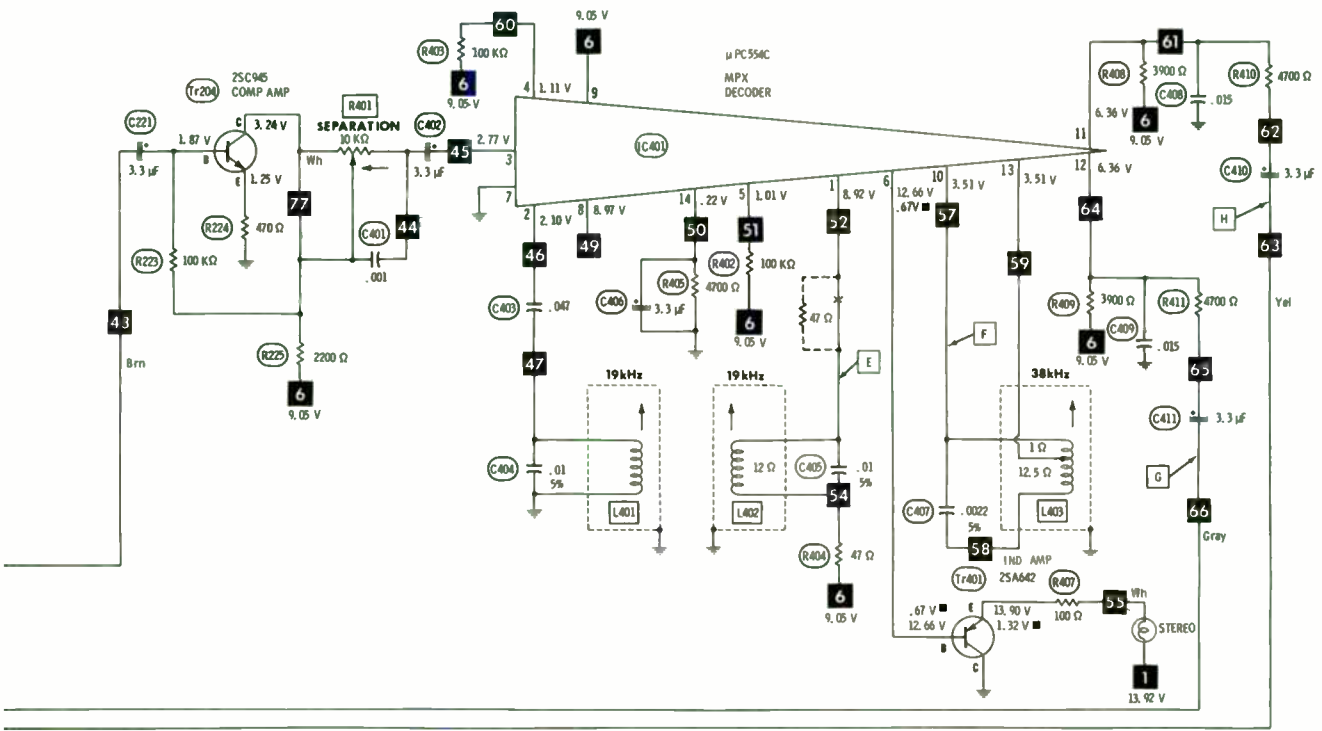 9.05 V
60
R403
100 KΩ
6
6
9.05 V
µPC554C
MPX
DECODER
61
R408
3900 Ω
C408
.015
R410
4700 Ω
6.36 V
6
9.05 V
2SC945
COMP AMP
Tr204
R401
SEPARATION
10 KΩ
C221
3.3 µF
1.87 V
B
C
3.24 V
E
1.25 V
Wh
C402
3.3 µF
45
2.77 V
4
1.11 V
9
3
7
IC401
11
12
6.36 V
62
C410
3.3 µF
H
63
Yel
77
R224
470 Ω
R223
100 KΩ
C401
.001
44
2
2.10 V
8
8.97 V
14
.22 V
5
1.01 V
1
8.92 V
6
12.66 V
.67V ■
10
3.51 V
13
3.51 V
46
49
50
51
52
57
59
64
C403
.047
C406
3.3 µF
R405
4700 Ω
R402
100 KΩ
6
9.05 V
47 Ω
E
F
R409
3900 Ω
C409
.015
R411
4700 Ω
6
9.05 V
43
Brn
R225
2200 Ω
6
9.05 V
47
19kHz
19kHz
38kHz
65
C411
3.3 µF
G
66
Gray
C404
.01
5%
L401
12 Ω
L402
C405
.01
5%
54
1 Ω
12.5 Ω
L403
C407
.0022
5%
58
R404
47 Ω
6
9.05 V
IND AMP
Tr401
2SA642
R407
100 Ω
55
Wh
.67 V ■
12.66 V
B
E
C
13.90 V
1.32 V ■
STEREO
1
13.92 V